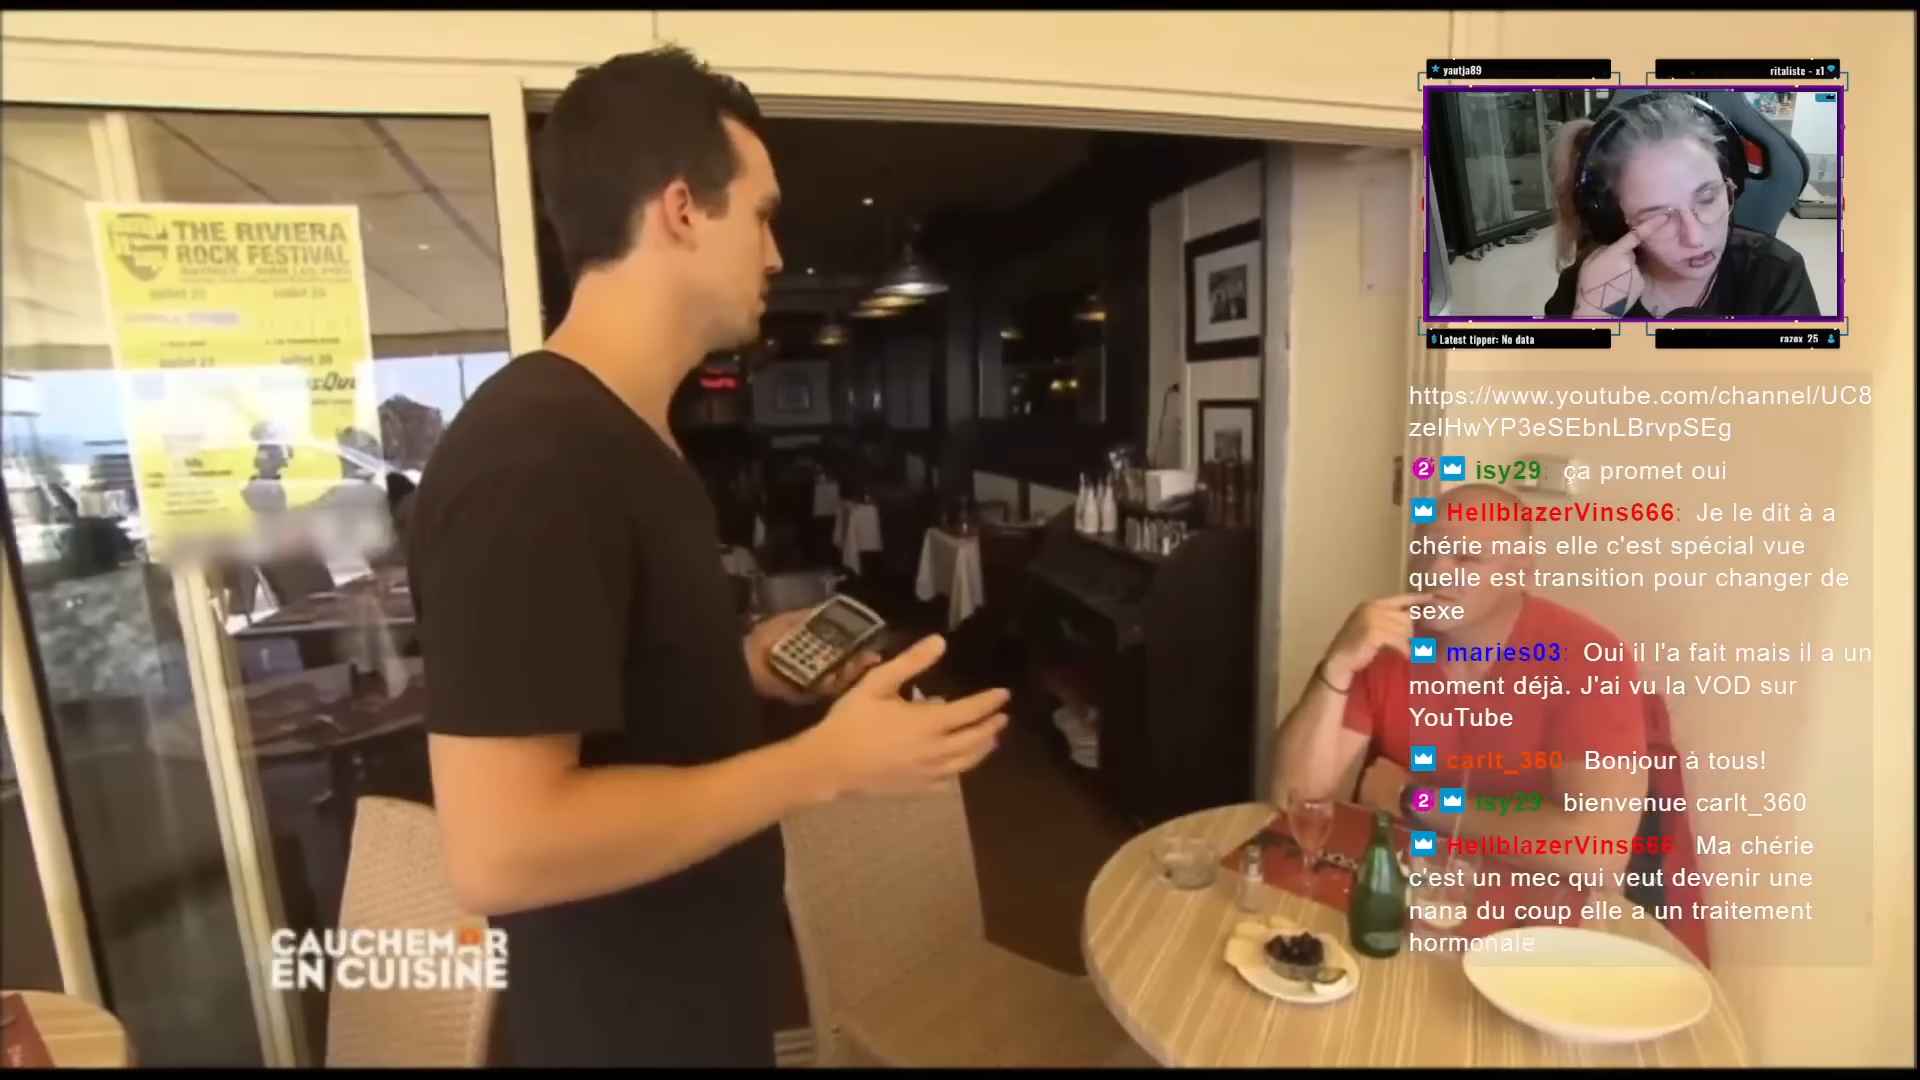 THE RIVIERA
ROCK FESTIVAL
CAUCHEMAR
EN CUISINE
yautja89
ritaliste - x1
Latest tipper: No data
razox_25
https://www.youtube.com/channel/UC8
zelHwYP3eSEbnLBrvpSEg
2 isy29: ça promet oui
HellblazerVins666: Je le dit à a
chérie mais elle c'est spécial vue
quelle est transition pour changer de
sexe
maries03: Oui il l'a fait mais il a un
moment déjà. J'ai vu la VOD sur
YouTube
carlt_360 Bonjour à tous!
2 isy29: bienvenue carlt_360
HellblazerVins666: Ma chérie
c'est un mec qui veut devenir une
nana du coup elle a un traitement
hormonale